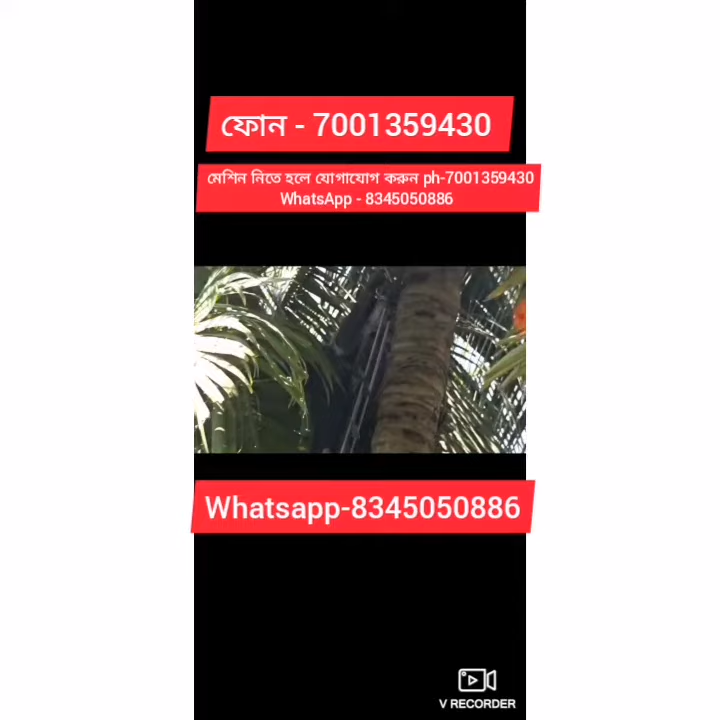 ফোন - 7001359430
মেশিন নিতে হলে যোগাযোগ করুন ph-7001359430
WhatsApp - 8345050886
Whatsapp-8345050886
V RECORDER